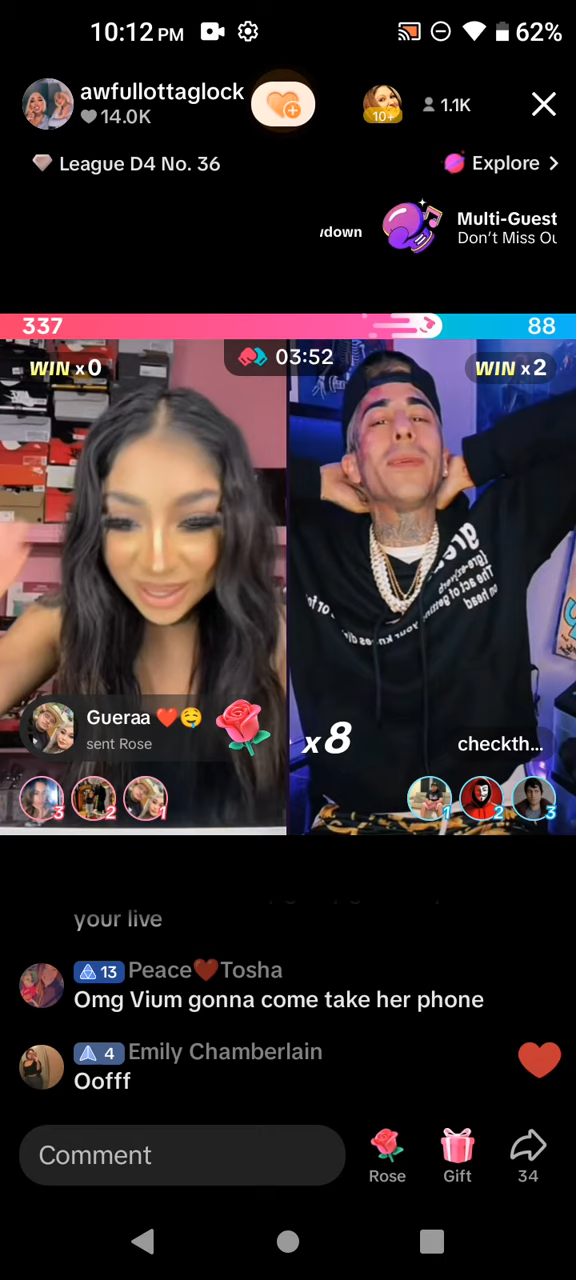 10:12 PM
62%
awfullottaglock
14.0K
10+
1.1K
League D4 No. 36
Explore >
/down
Multi-Guest
Don't Miss Ou
337
88
WIN x0
03:52
WIN x2
Gueraa ❤️🤤
sent Rose
x8
checkth...
3
2
1
1
2
3
your live
13 Peace❤️Tosha
Omg Vium gonna come take her phone
4 Emily Chamberlain
Oofff
Comment
Rose
Gift
34